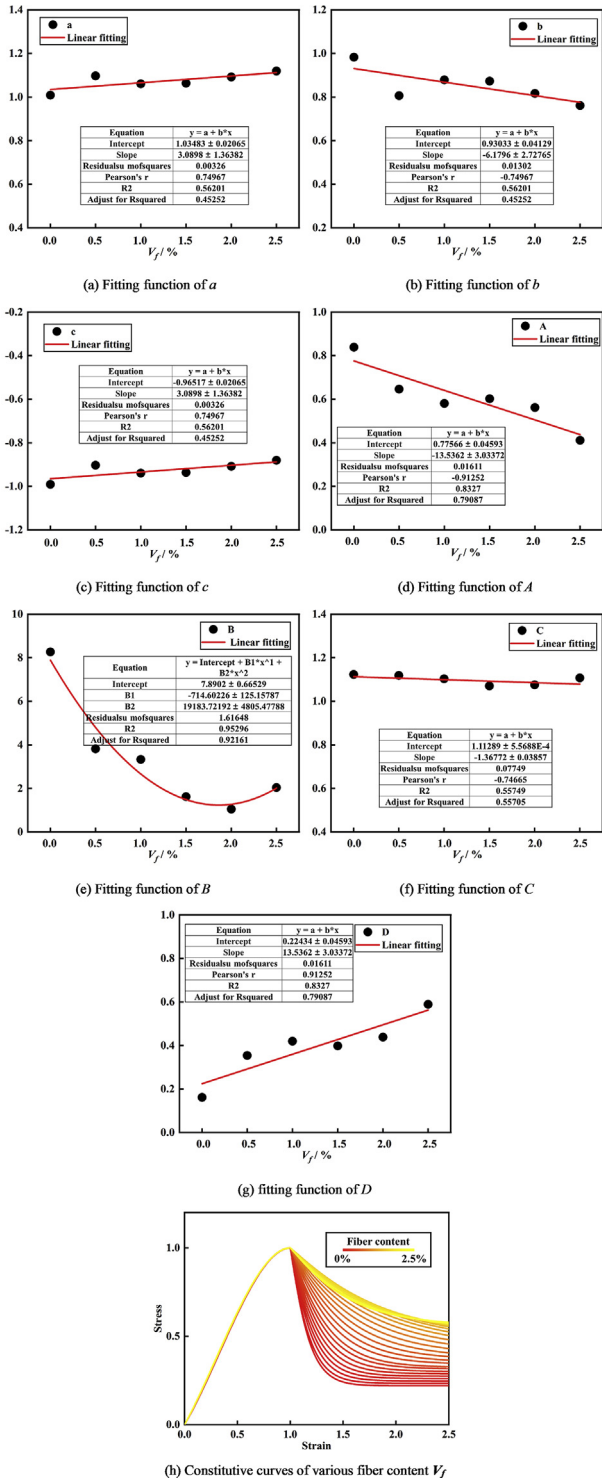 1.4
1.2
1.0
0.8
0.6
0.4
a
Linear fitting
Equation y = a + b*x
Intercept 1.03483 ± 0.02065
Slope 3.0898 ± 1.36382
Residualsu mofsquares 0.00326
Pearson's r 0.74967
R2 0.56201
Adjust for Rsquared 0.45252
0.0 0.5 1.0 1.5 2.0 2.5
Vf / %
(a) Fitting function of a
1.2
1.0
0.8
0.6
0.4
0.2
b
Linear fitting
Equation y = a + b*x
Intercept 0.93033 ± 0.04129
Slope -6.1796 ± 2.72765
Residualsu mofsquares 0.01302
Pearson's r -0.74967
R2 0.56201
Adjust for Rsquared 0.45252
0.0 0.5 1.0 1.5 2.0 2.5
Vf / %
(b) Fitting function of b
-0.2
-0.4
-0.6
-0.8
-1.0
-1.2
c
Linear fitting
Equation y = a + b*x
Intercept -0.96517 ± 0.02065
Slope 3.0898 ± 1.36382
Residualsu mofsquares 0.00326
Pearson's r 0.74967
R2 0.56201
Adjust for Rsquared 0.45252
0.0 0.5 1.0 1.5 2.0 2.5
Vf / %
(c) Fitting function of c
1.0
0.8
0.6
0.4
0.2
0.0
A
Linear fitting
Equation y = a + b*x
Intercept 0.77566 ± 0.04593
Slope -13.5362 ± 3.03372
Residualsu mofsquares 0.01611
Pearson's r -0.91252
R2 0.8327
Adjust for Rsquared 0.79087
0.0 0.5 1.0 1.5 2.0 2.5
Vf / %
(d) Fitting function of A
10
8
6
4
2
0
B
Linear fitting
Equation y = Intercept + B1*x^1 +
B2*x^2
Intercept 7.8902 ± 0.66529
B1 -714.60226 ± 125.15787
B2 19183.72192 ± 4805.47788
Residualsu mofsquares 1.61648
R2 0.95296
Adjust for Rsquared 0.92161
0.0 0.5 1.0 1.5 2.0 2.5
Vf / %
(e) Fitting function of B
1.4
1.2
1.0
0.8
0.6
0.4
C
Linear fitting
Equation y = a + b*x
Intercept 1.11289 ± 5.5688E-4
Slope -1.36772 ± 0.03857
Residualsu mofsquares 0.07749
Pearson's r -0.74665
R2 0.55749
Adjust for Rsquared 0.55705
0.0 0.5 1.0 1.5 2.0 2.5
Vf / %
(f) Fitting function of C
1.0
0.8
0.6
0.4
0.2
0.0
D
Linear fitting
Equation y = a + b*x
Intercept 0.22434 ± 0.04593
Slope 13.5362 ± 3.03372
Residualsu mofsquares 0.01611
Pearson's r 0.91252
R2 0.8327
Adjust for Rsquared 0.79087
0.0 0.5 1.0 1.5 2.0 2.5
Vf / %
(g) fitting function of D
Fiber content
0% 2.5%
1.0
0.5
0.0
Stress
0.0 0.5 1.0 1.5 2.0 2.5
Strain
(h) Constitutive curves of various fiber content Vf